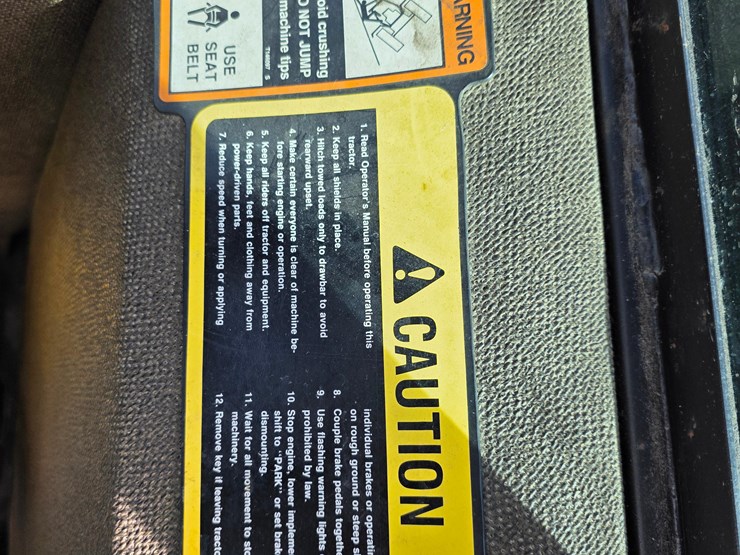 ARNING
oid crushing
O NOT JUMP
machine tips
T168087 S
USE
SEAT
BELT
CAUTION
1. Read Operator's Manual before operating this
tractor.
2. Keep all shields in place.
3. Hitch towed loads only to drawbar to avoid
rearward upset.
4. Make certain everyone is clear of machine be-
fore starting engine or operation.
5. Keep all riders off tractor and equipment.
6. Keep hands, feet and clothing away from
power-driven parts.
7. Reduce speed when turning or applying
individual brakes or operatin
on rough ground or steep s
8. Couple brake pedals togethe
9. Use flashing warning lights
prohibited by law.
10. Stop engine, lower impleme
shift to "PARK" or set brak
dismounting.
11. Wait for all movement to sto
machinery.
12. Remove key if leaving tracto